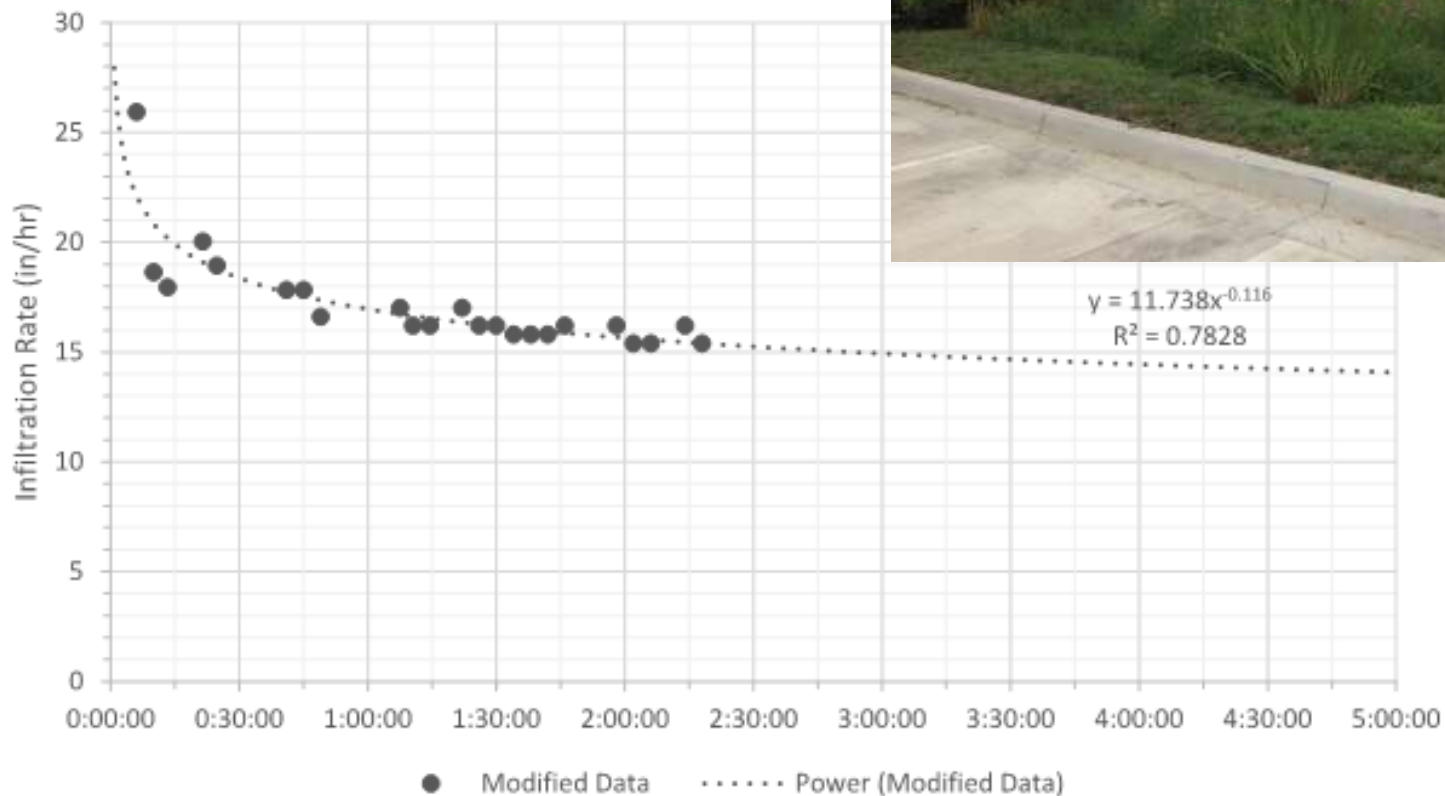 30
25
20
15
10
5
0
Infiltration Rate (in/hr)
y = 11.738x^-0.116
R² = 0.7828
0:00:00 0:30:00 1:00:00 1:30:00 2:00:00 2:30:00 3:00:00 3:30:00 4:00:00 4:30:00 5:00:00
Modified Data Power (Modified Data)